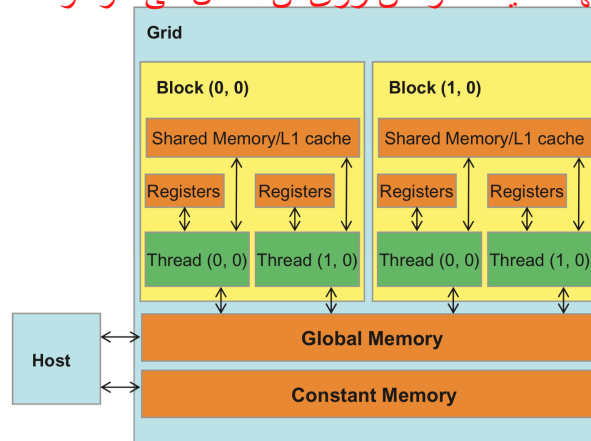 Grid
Block (0, 0)
Block (1, 0)
Shared Memory/L1 cache
Shared Memory/L1 cache
Registers
Registers
Registers
Registers
Thread (0, 0)
Thread (1, 0)
Thread (0, 0)
Thread (1, 0)
Host
Global Memory
Constant Memory